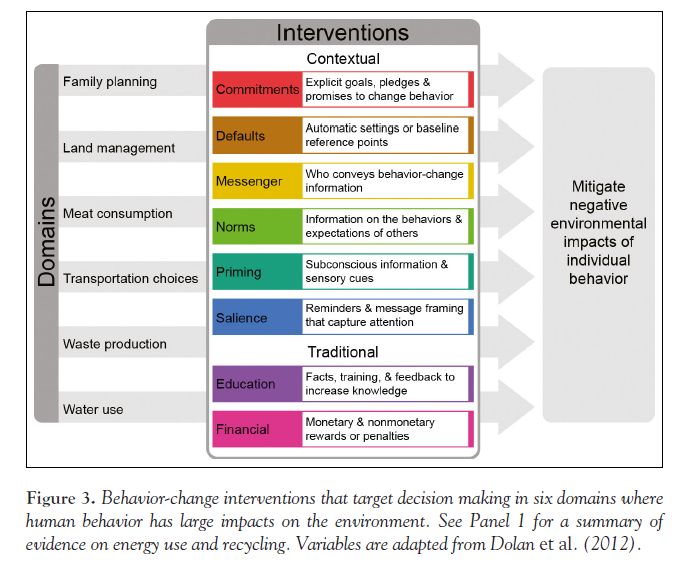 Interventions
Contextual
Domains
Family planning
Land management
Meat consumption
Transportation choices
Waste production
Water use
Commitments
Explicit goals, pledges &
promises to change behavior
Defaults
Automatic settings or baseline
reference points
Messenger
Who conveys behavior-change
information
Norms
Information on the behaviors &
expectations of others
Priming
Subconscious information &
sensory cues
Salience
Reminders & message framing
that capture attention
Traditional
Education
Facts, training, & feedback to
increase knowledge
Financial
Monetary & nonmonetary
rewards or penalties
Mitigate
negative
environmental
impacts of
individual
behavior
Figure 3. Behavior-change interventions that target decision making in six domains where
human behavior has large impacts on the environment. See Panel 1 for a summary of
evidence on energy use and recycling. Variables are adapted from Dolan et al. (2012).